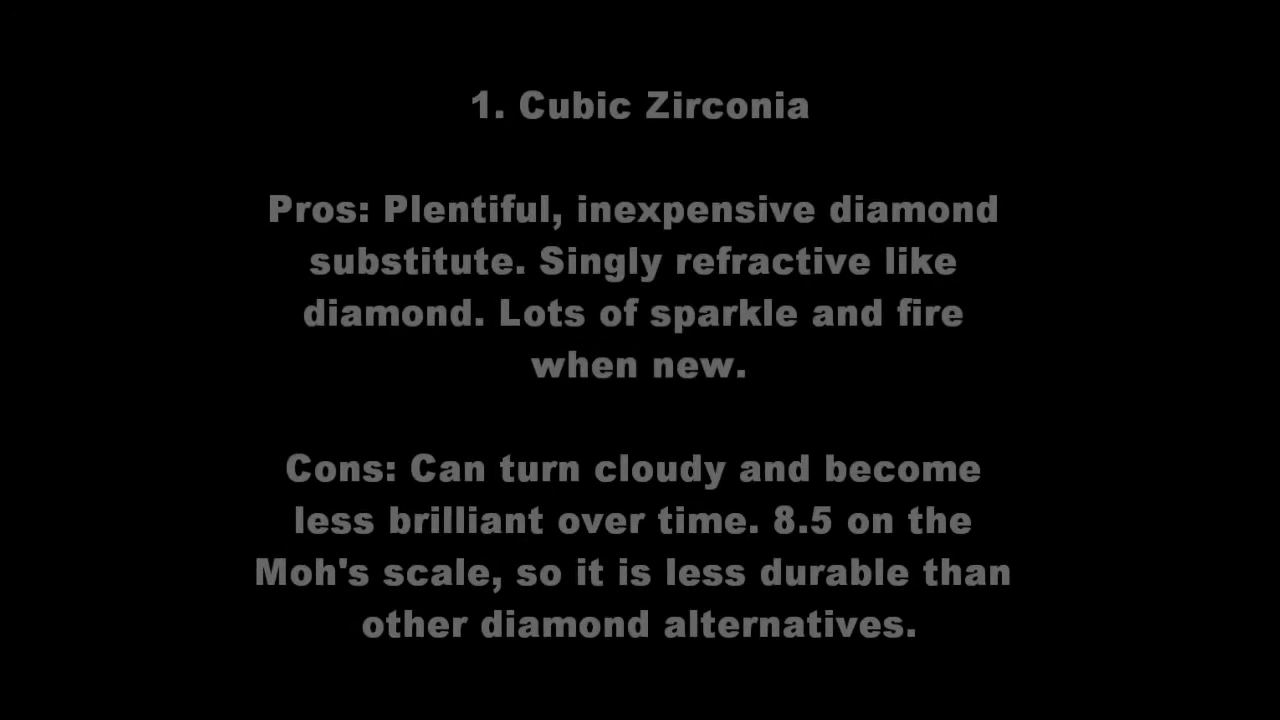 1. Cubic Zirconia
Pros: Plentiful, inexpensive diamond
substitute. Singly refractive like
diamond. Lots of sparkle and fire
when new.
Cons: Can turn cloudy and become
less brilliant over time. 8.5 on the
Moh's scale, so it is less durable than
other diamond alternatives.